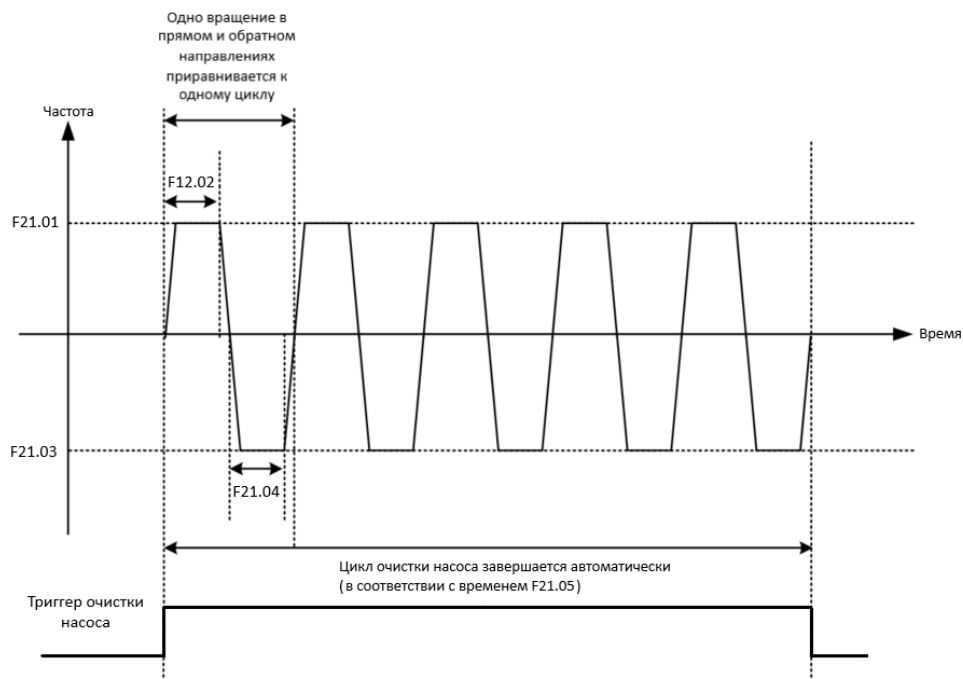 Одно вращение в
прямом и обратном
направлениях
приравнивается к
одному циклу
Частота
F12.02
F21.01
Время
F21.03
F21.04
Цикл очистки насоса завершается автоматически
(в соответствии с временем F21.05)
Триггер очистки
насоса